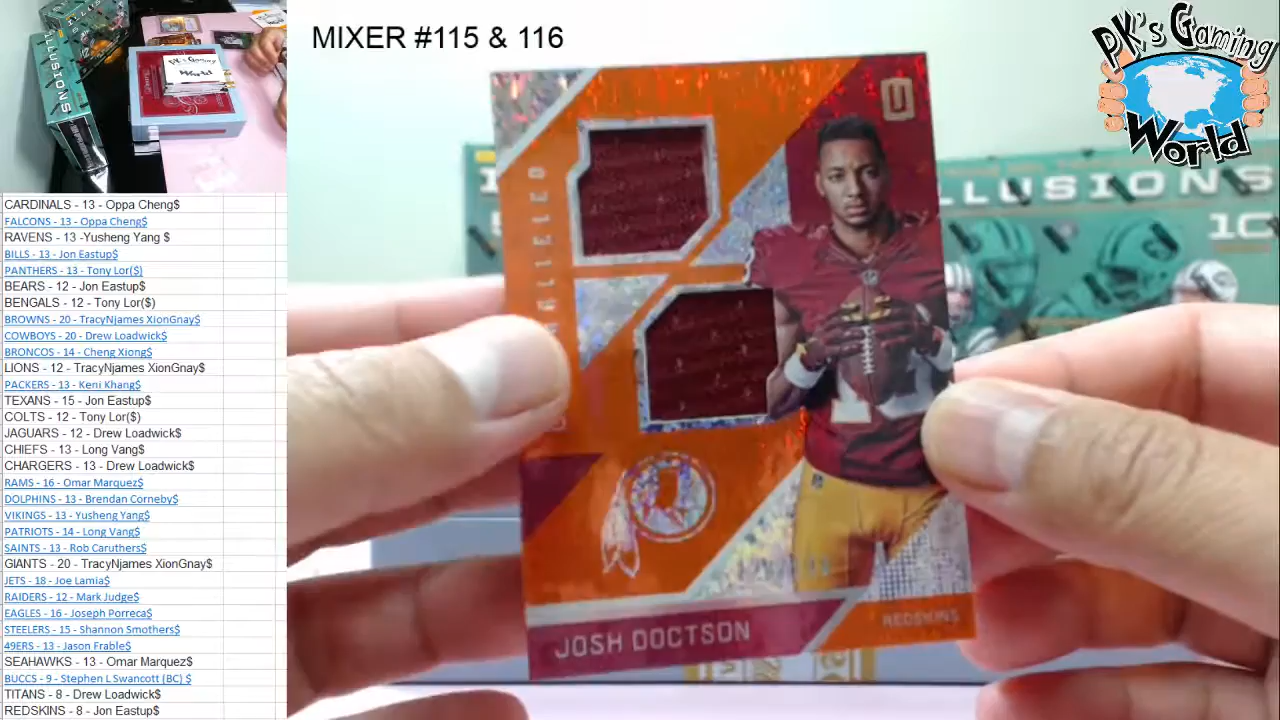 MIXER #115 & 116
PK's Gaming
World
ILLUSIONS
PK's Gaming
World
ILLUSIONS
10
U
REDSKINS
JOSH DOCTSON
CARDINALS - 13 - Oppa Cheng$
FALCONS - 13 - Oppa Cheng$
RAVENS - 13 -Yusheng Yang $
BILLS - 13 - Jon Eastup$
PANTHERS - 13 - Tony Lor($)
BEARS - 12 - Jon Eastup$
BENGALS - 12 - Tony Lor($)
BROWNS - 20 - TracyNjames XIonGnay$
COWBOYS - 20 - Drew Loadwick$
BRONCOS - 14 - Cheng Xiong$
LIONS - 12 - TracyNjames XIonGnay$
PACKERS - 13 - Keni Khang$
TEXANS - 15 - Jon Eastup$
COLTS - 12 - Tony Lor($)
JAGUARS - 12 - Drew Loadwick$
CHIEFS - 13 - Long Vang$
CHARGERS - 13 - Drew Loadwick$
RAMS - 16 - Omar Marquez$
DOLPHINS - 13 - Brendan Corneby$
VIKINGS - 13 - Yusheng Yang$
PATRIOTS - 14 - Long Vang$
SAINTS - 13 - Rob Caruthers$
GIANTS - 20 - TracyNjames XionGnay$
JETS - 18 - Joe Lamia$
RAIDERS - 12 - Mark Judge$
EAGLES - 16 - Joseph Porreca$
STEELERS - 15 - Shannon Smothers$
49ERS - 13 - Jason Frable$
SEAHAWKS - 13 - Omar Marquez$
BUCCS - 9 - Stephen L Swancott (BC) $
TITANS - 8 - Drew Loadwick$
REDSKINS - 8 - Jon Eastup$